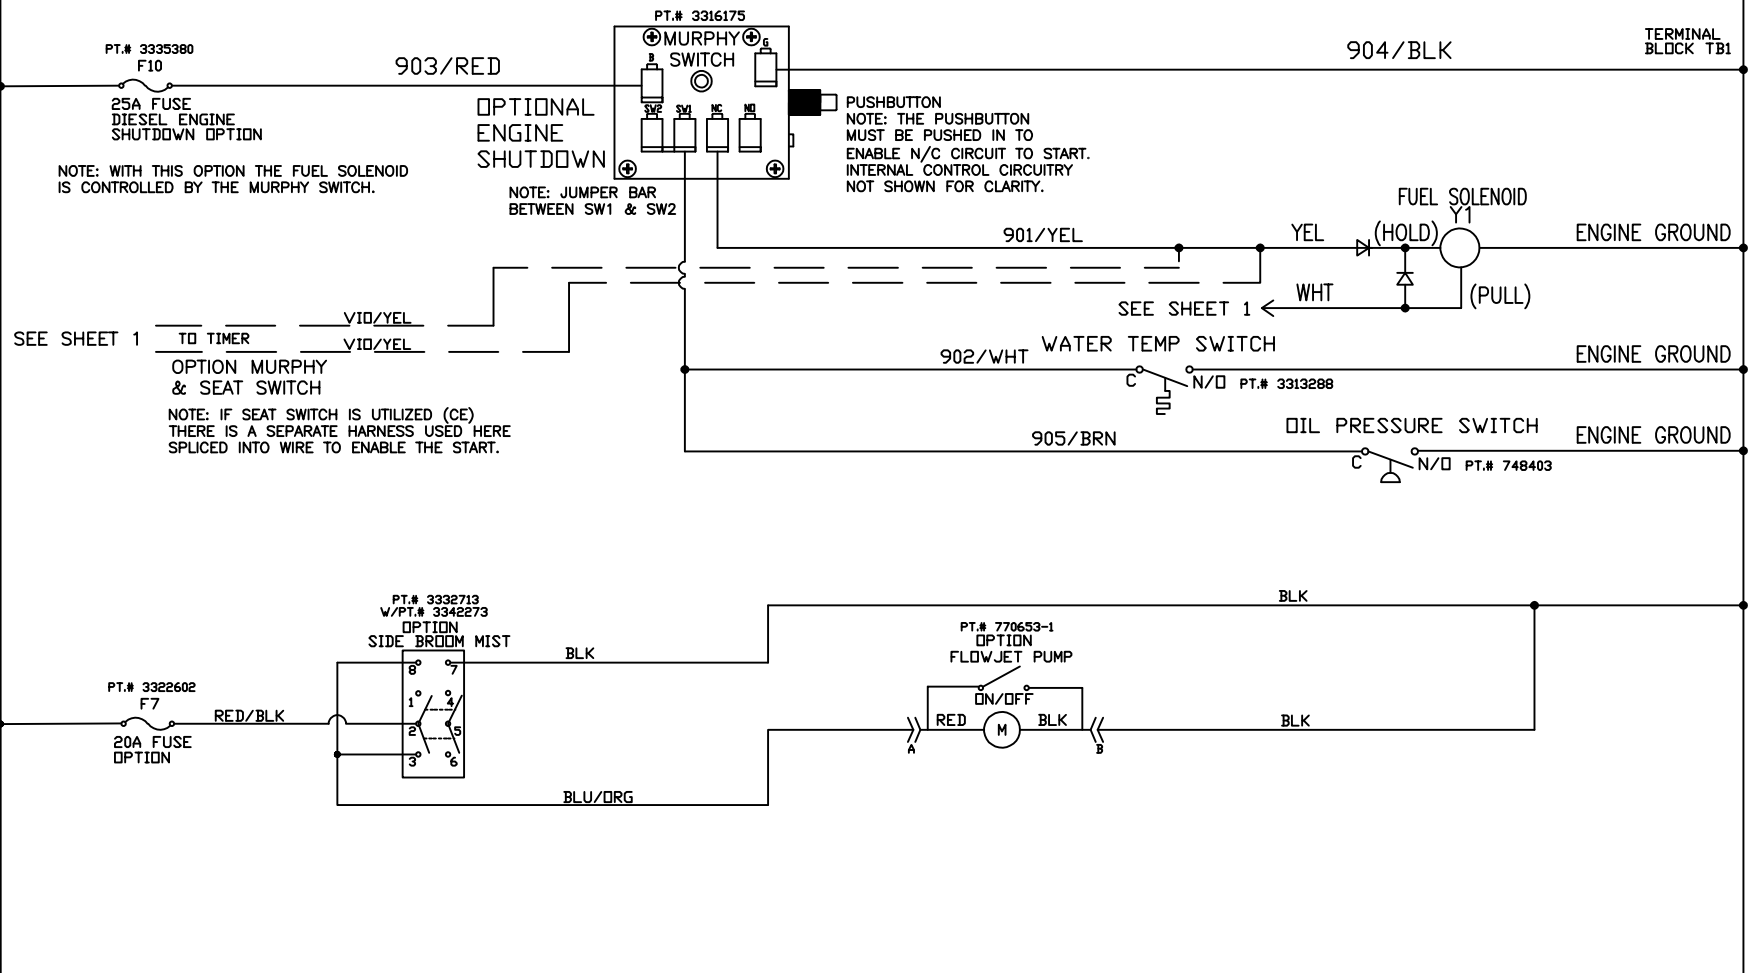 PT.# 3316175
MURPHY
SWITCH
B
G
SW2
SW1
NC
NO
PT.# 3335380
F10
25A FUSE
DIESEL ENGINE
SHUTDOWN OPTION
903/RED
904/BLK
TERMINAL
BLOCK TB1
OPTIONAL
ENGINE
SHUTDOWN
PUSHBUTTON
NOTE: THE PUSHBUTTON
MUST BE PUSHED IN TO
ENABLE N/C CIRCUIT TO START.
INTERNAL CONTROL CIRCUITRY
NOT SHOWN FOR CLARITY.
NOTE: WITH THIS OPTION THE FUEL SOLENOID
IS CONTROLLED BY THE MURPHY SWITCH.
NOTE: JUMPER BAR
BETWEEN SW1 & SW2
FUEL SOLENOID
Y1
901/YEL
YEL
(HOLD)
ENGINE GROUND
WHT
(PULL)
SEE SHEET 1
SEE SHEET 1
VIO/YEL
TO TIMER
VIO/YEL
OPTION MURPHY
& SEAT SWITCH
NOTE: IF SEAT SWITCH IS UTILIZED (CE)
THERE IS A SEPARATE HARNESS USED HERE
SPLICED INTO WIRE TO ENABLE THE START.
902/WHT
WATER TEMP SWITCH
C
N/O
PT.# 3313288
ENGINE GROUND
905/BRN
OIL PRESSURE SWITCH
C
N/O
PT.# 748403
ENGINE GROUND
PT.# 3332713
W/PT.# 3342273
OPTION
SIDE BROOM MIST
8
7
1
4
2
5
3
6
BLK
BLK
PT.# 770653-1
OPTION
FLOWJET PUMP
ON/OFF
PT.# 3322602
F7
20A FUSE
OPTION
RED/BLK
A
RED
M
BLK
B
BLK
BLU/ORG